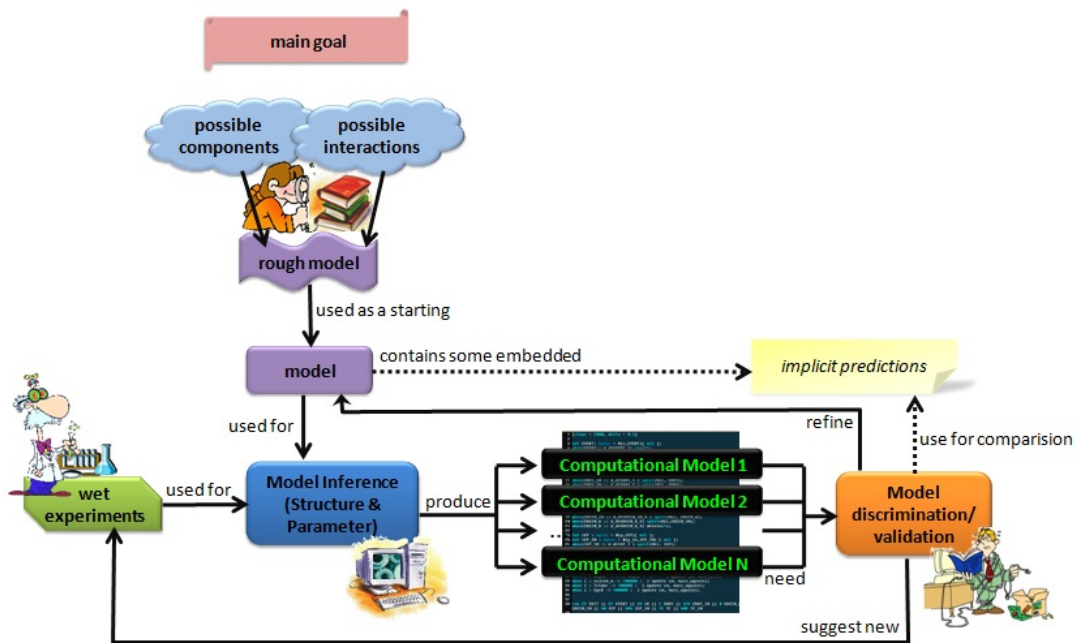 main goal
possible
components
possible
interactions
rough model
used as a starting
model
contains some embedded
implicit predictions
used for
refine
use for comparision
wet
experiments
used for
Model Inference
(Structure &
Parameter)
produce
Computational Model 1
Computational Model 2
...
Computational Model N
need
Model
discrimination/
validation
suggest new